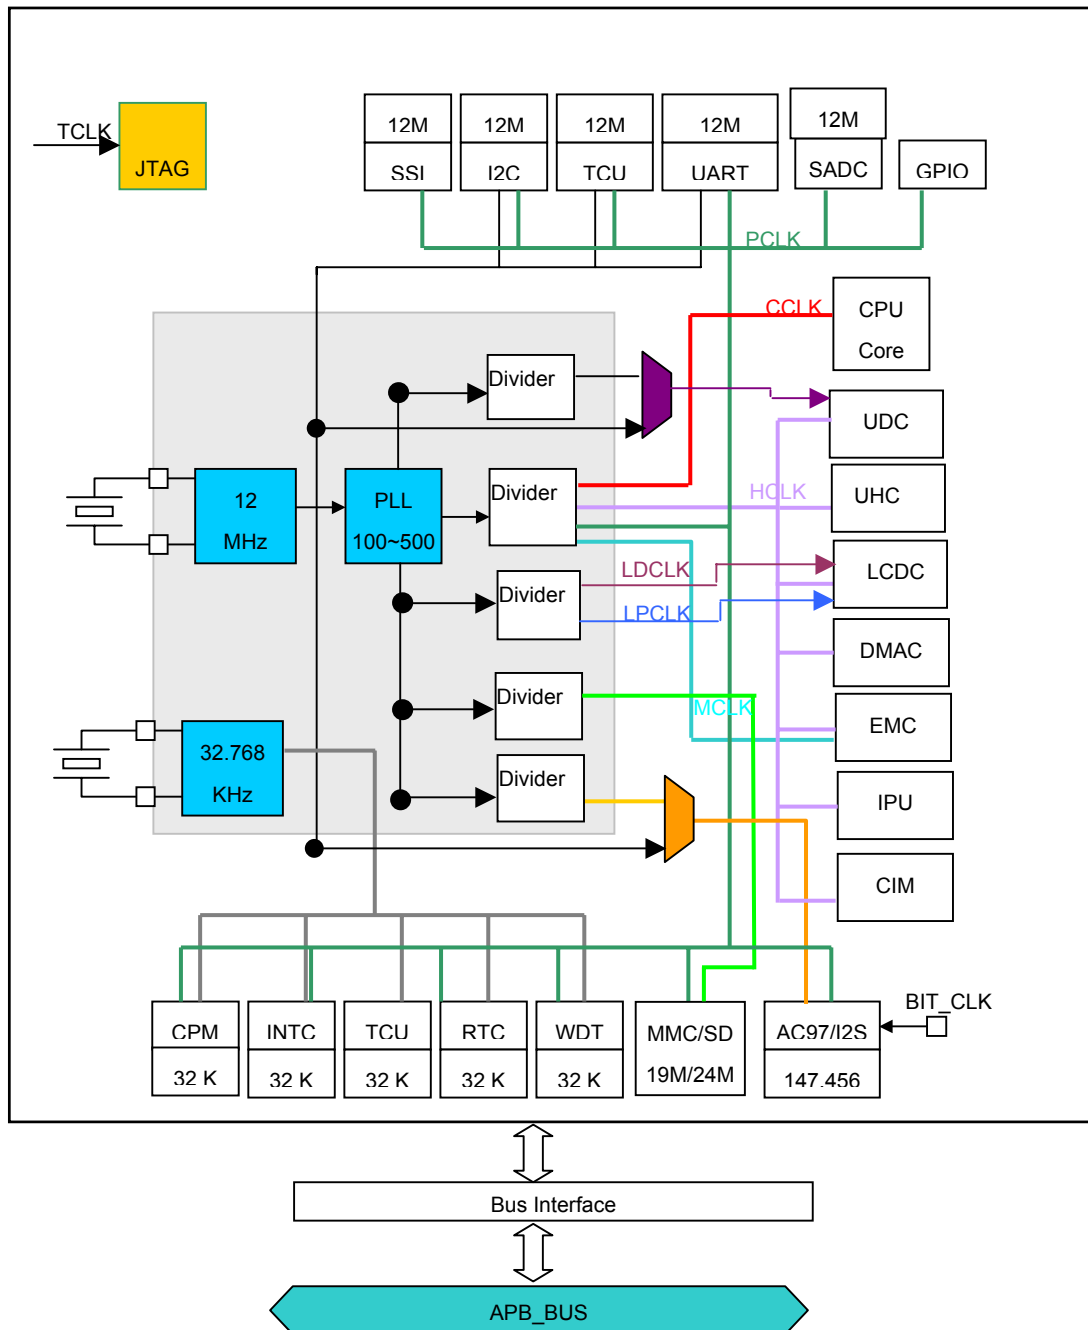 TCLK
JTAG
12M
SSI
12M
I2C
12M
TCU
12M
UART
12M
SADC
GPIO
PCLK
CCLK
CPU
Core
Divider
UDC
12
MHz
PLL
100~500
Divider
HCLK
UHC
Divider
LDCLK
LPCLK
LCDC
DMAC
Divider
MCLK
EMC
32.768
KHz
Divider
IPU
CIM
CPM
32 K
INTC
32 K
TCU
32 K
RTC
32 K
WDT
32 K
MMC/SD
19M/24M
AC97/I2S
147.456
BIT_CLK
Bus Interface
APB_BUS